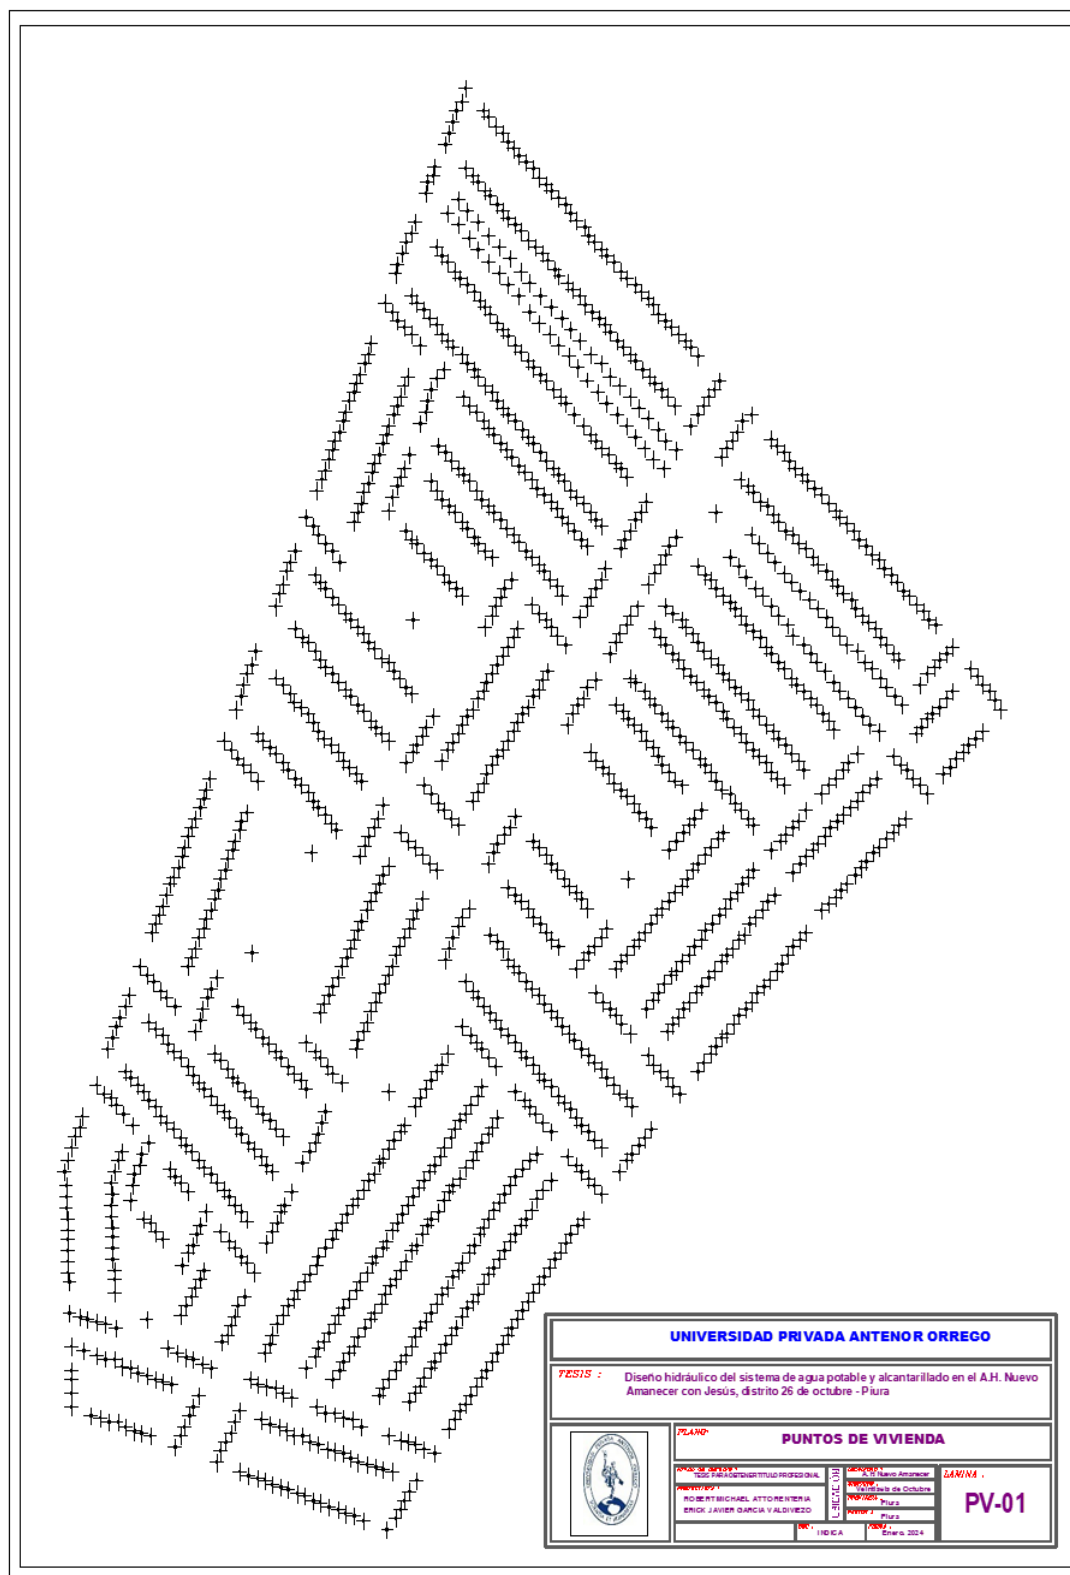 UNIVERSIDAD PRIVADA ANTENOR ORREGO
TESIS :
Diseño hidráulico del sistema de agua potable y alcantarillado en el A.H. Nuevo
Amanecer con Jesús, distrito 26 de octubre - Piura
PLANO:
PUNTOS DE VIVIENDA
TESIS PARA OBTENER TITULO PROFESIONAL
ROBERT MICHAEL ATTO RENTERIA
ERICK JAVIER GARCIA VALDIVIEZO
UBICACIÓN
A.H Nuevo Amanecer
Veintiseis de Octubre
Piura
Piura
INDICA
Enero, 2024
LAMINA :
PV-01